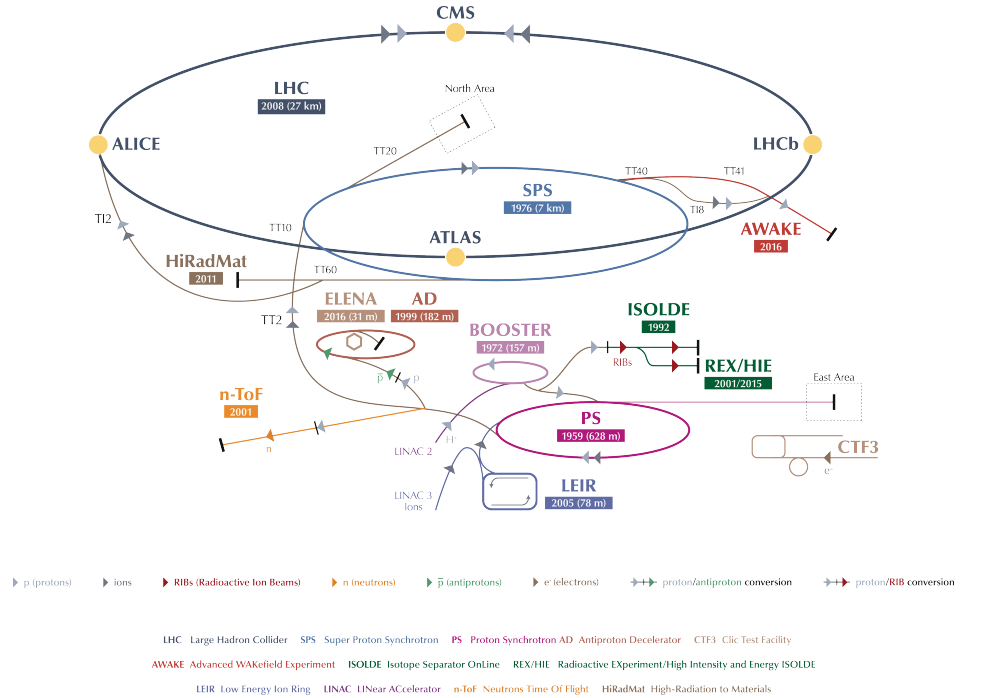 CMS
LHC
2008 (27 km)
North Area
ALICE
LHCb
TT20
TT40
TT41
SPS
1976 (7 km)
TI2
TI8
TT10
ATLAS
AWAKE
2016
HiRadMat
2011
TT60
ELENA
2016 (31 m)
AD
1999 (182 m)
TT2
BOOSTER
1972 (157 m)
ISOLDE
1992
RIBs
REX/HIE
2001/2015
p̅
p
East Area
n-ToF
2001
PS
1959 (628 m)
H⁺
LINAC 2
n
CTF3
e⁻
LEIR
2005 (78 m)
LINAC 3
Ions
p (protons) ions RIBs (Radioactive Ion Beams) n (neutrons) p̅ (antiprotons) e⁻ (electrons) proton/antiproton conversion proton/RIB conversion
LHC Large Hadron Collider SPS Super Proton Synchrotron PS Proton Synchrotron AD Antiproton Decelerator CTF3 Clic Test Facility
AWAKE Advanced WAKefield Experiment ISOLDE Isotope Separator OnLine REX/HIE Radioactive EXperiment/High Intensity and Energy ISOLDE
LEIR Low Energy Ion Ring LINAC LINear ACcelerator n-ToF Neutrons Time Of Flight HiRadMat High-Radiation to Materials